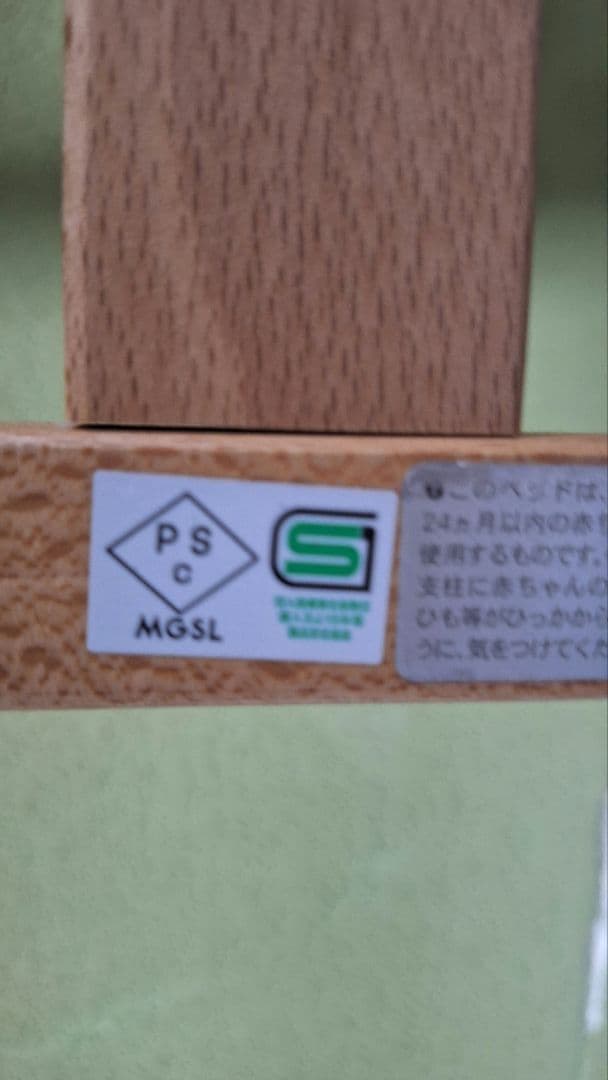 P S
C
MGSL
このベッドは、
24ヵ月以内の赤ち
使用するものです。
支柱に赤ちゃんの
ひも等がひっかから
うに、気をつけてくだ